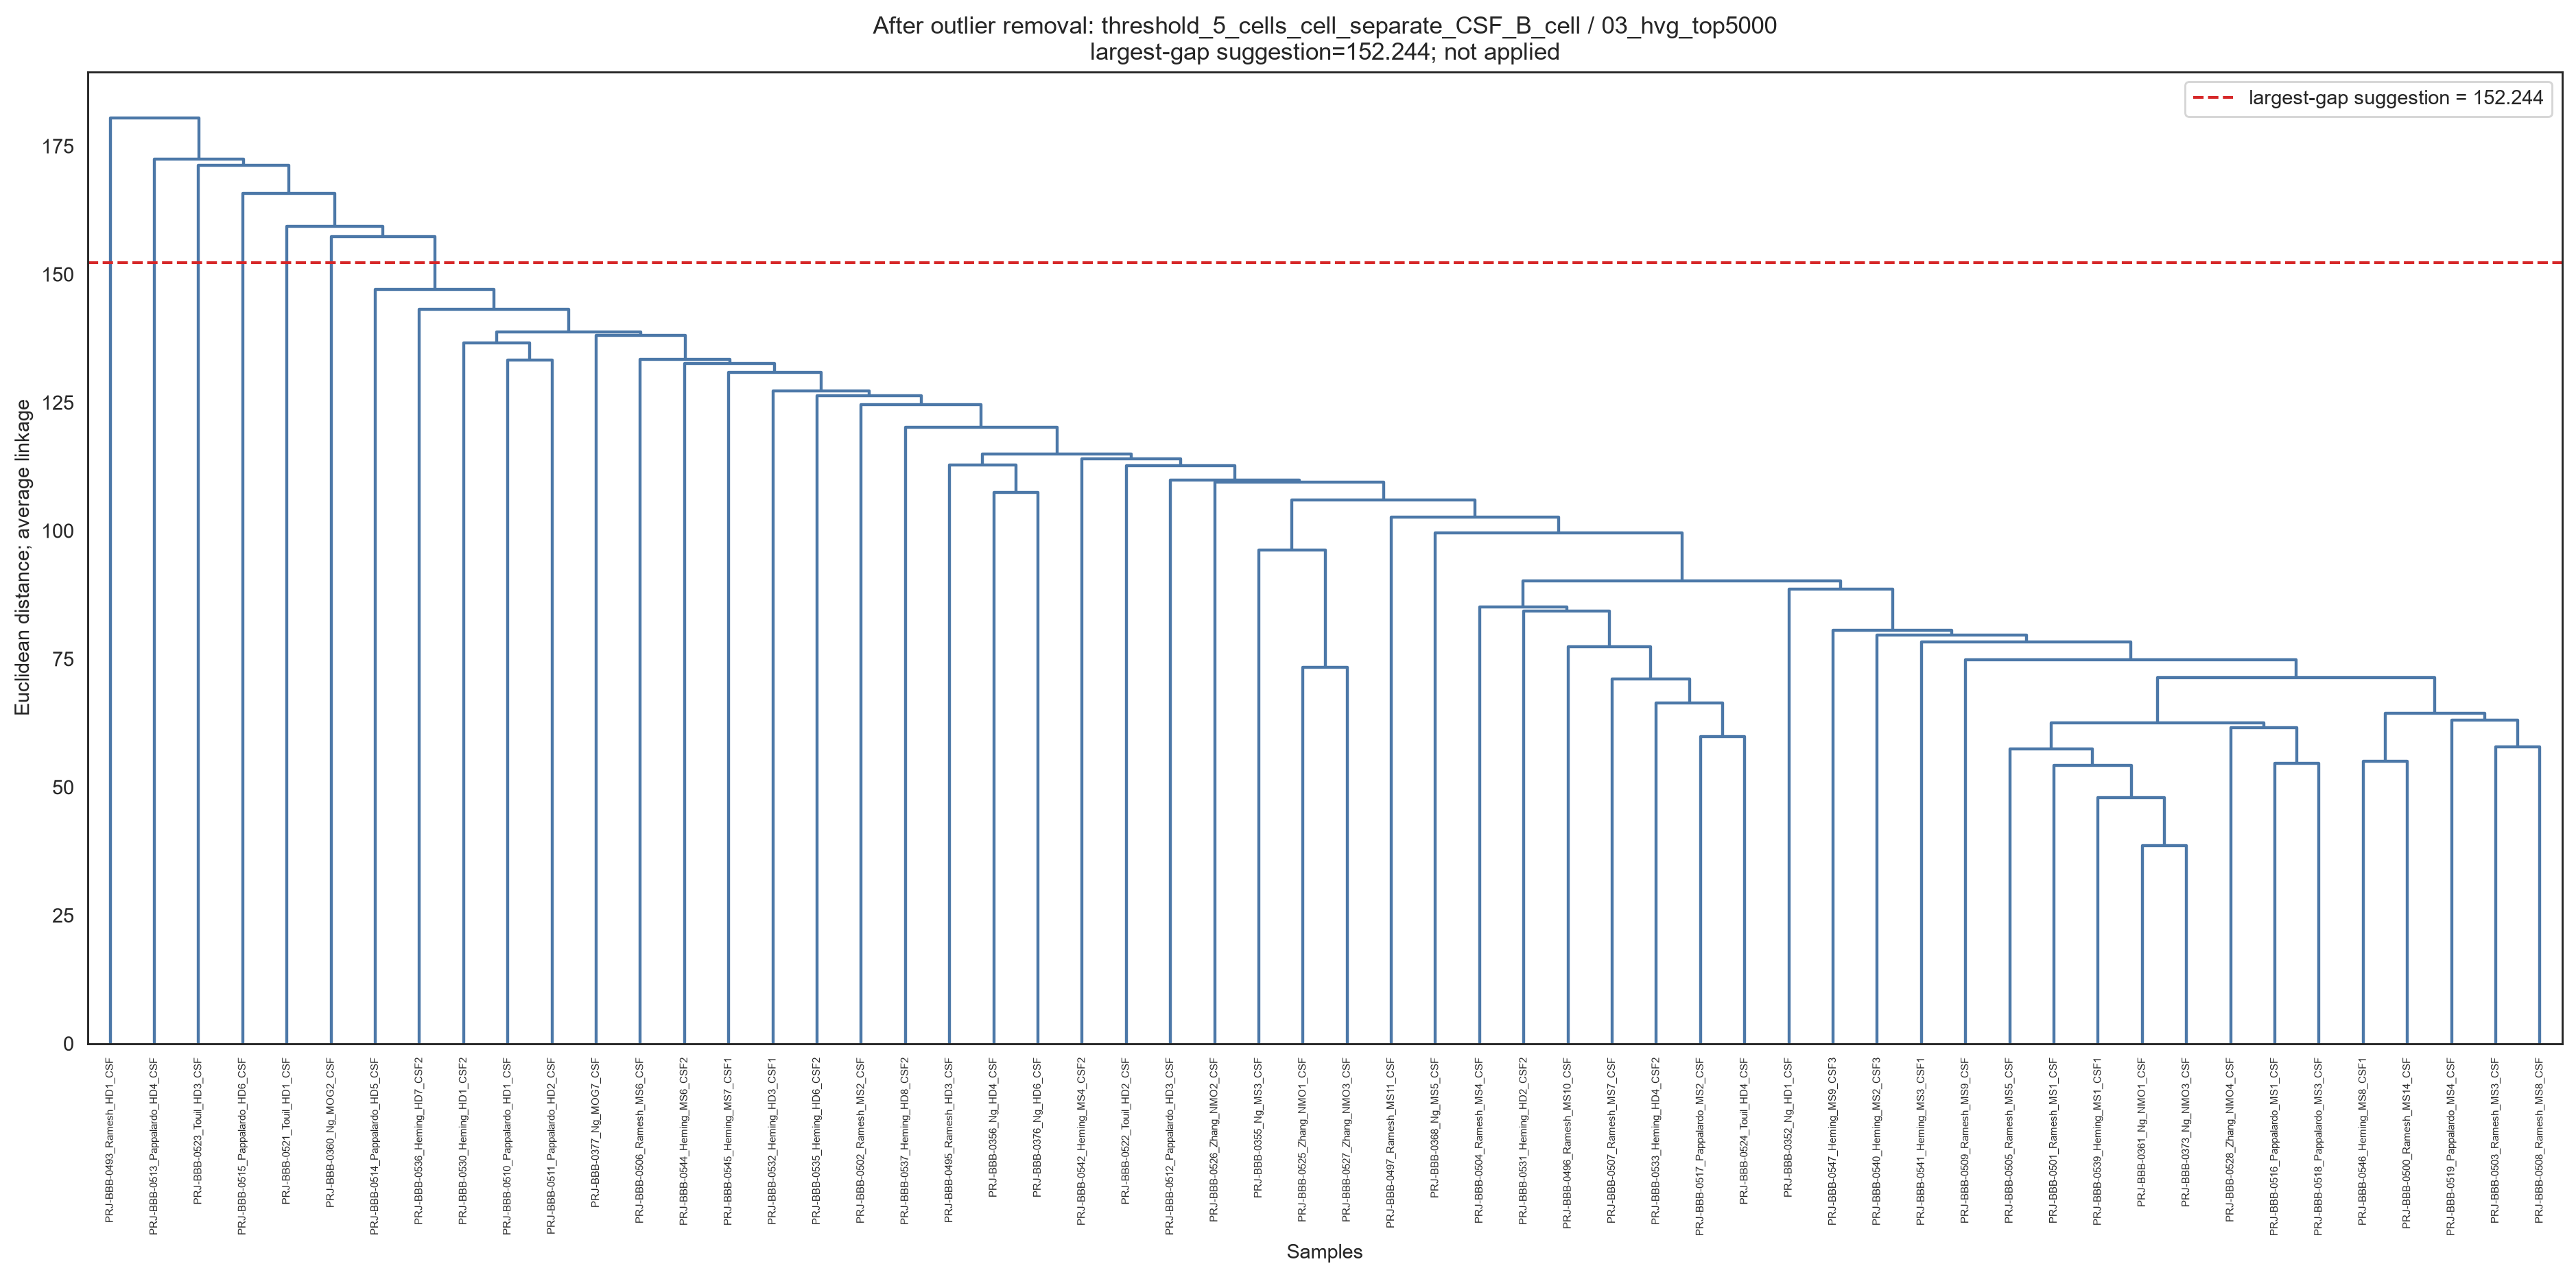 After outlier removal: threshold_5_cells_cell_separate_CSF_B_cell / 03_hvg_top5000
largest-gap suggestion=152.244; not applied
largest-gap suggestion = 152.244
Euclidean distance; average linkage
175
150
125
100
75
50
25
0
PRJ-BBB-0493_Ramesh_HD1_CSF
PRJ-BBB-0513_Pappalardo_HD4_CSF
PRJ-BBB-0523_Touil_HD3_CSF
PRJ-BBB-0515_Pappalardo_HD6_CSF
PRJ-BBB-0521_Touil_HD1_CSF
PRJ-BBB-0360_Ng_MOG2_CSF
PRJ-BBB-0514_Pappalardo_HD5_CSF
PRJ-BBB-0536_Heming_HD7_CSF2
PRJ-BBB-0530_Heming_HD1_CSF2
PRJ-BBB-0510_Pappalardo_HD1_CSF
PRJ-BBB-0511_Pappalardo_HD2_CSF
PRJ-BBB-0377_Ng_MOG7_CSF
PRJ-BBB-0506_Ramesh_MS6_CSF
PRJ-BBB-0544_Heming_MS6_CSF2
PRJ-BBB-0545_Heming_MS7_CSF1
PRJ-BBB-0532_Heming_HD3_CSF1
PRJ-BBB-0535_Heming_HD6_CSF2
PRJ-BBB-0502_Ramesh_MS2_CSF
PRJ-BBB-0537_Heming_HD8_CSF2
PRJ-BBB-0495_Ramesh_HD3_CSF
PRJ-BBB-0356_Ng_HD4_CSF
PRJ-BBB-0376_Ng_HD6_CSF
PRJ-BBB-0542_Heming_MS4_CSF2
PRJ-BBB-0522_Touil_HD2_CSF
PRJ-BBB-0512_Pappalardo_HD3_CSF
PRJ-BBB-0526_Zhang_NMO2_CSF
PRJ-BBB-0355_Ng_MS3_CSF
PRJ-BBB-0525_Zhang_NMO1_CSF
PRJ-BBB-0527_Zhang_NMO3_CSF
PRJ-BBB-0497_Ramesh_MS11_CSF
PRJ-BBB-0368_Ng_MS5_CSF
PRJ-BBB-0504_Ramesh_MS4_CSF
PRJ-BBB-0531_Heming_HD2_CSF2
PRJ-BBB-0496_Ramesh_MS10_CSF
PRJ-BBB-0507_Ramesh_MS7_CSF
PRJ-BBB-0533_Heming_HD4_CSF2
PRJ-BBB-0517_Pappalardo_MS2_CSF
PRJ-BBB-0524_Touil_HD4_CSF
PRJ-BBB-0352_Ng_HD1_CSF
PRJ-BBB-0547_Heming_MS9_CSF3
PRJ-BBB-0540_Heming_MS2_CSF3
PRJ-BBB-0541_Heming_MS3_CSF1
PRJ-BBB-0509_Ramesh_MS9_CSF
PRJ-BBB-0505_Ramesh_MS5_CSF
PRJ-BBB-0501_Ramesh_MS1_CSF
PRJ-BBB-0539_Heming_MS1_CSF1
PRJ-BBB-0361_Ng_NMO1_CSF
PRJ-BBB-0373_Ng_NMO3_CSF
PRJ-BBB-0528_Zhang_NMO4_CSF
PRJ-BBB-0516_Pappalardo_MS1_CSF
PRJ-BBB-0518_Pappalardo_MS3_CSF
PRJ-BBB-0546_Heming_MS8_CSF1
PRJ-BBB-0500_Ramesh_MS14_CSF
PRJ-BBB-0519_Pappalardo_MS4_CSF
PRJ-BBB-0503_Ramesh_MS3_CSF
PRJ-BBB-0508_Ramesh_MS8_CSF
Samples